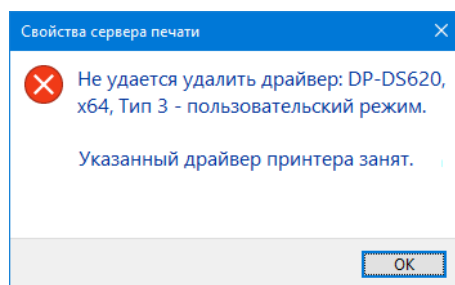 Свойства сервера печати
Не удается удалить драйвер: DP-DS620,
x64, Тип 3 - пользовательский режим.
Указанный драйвер принтера занят.
OK